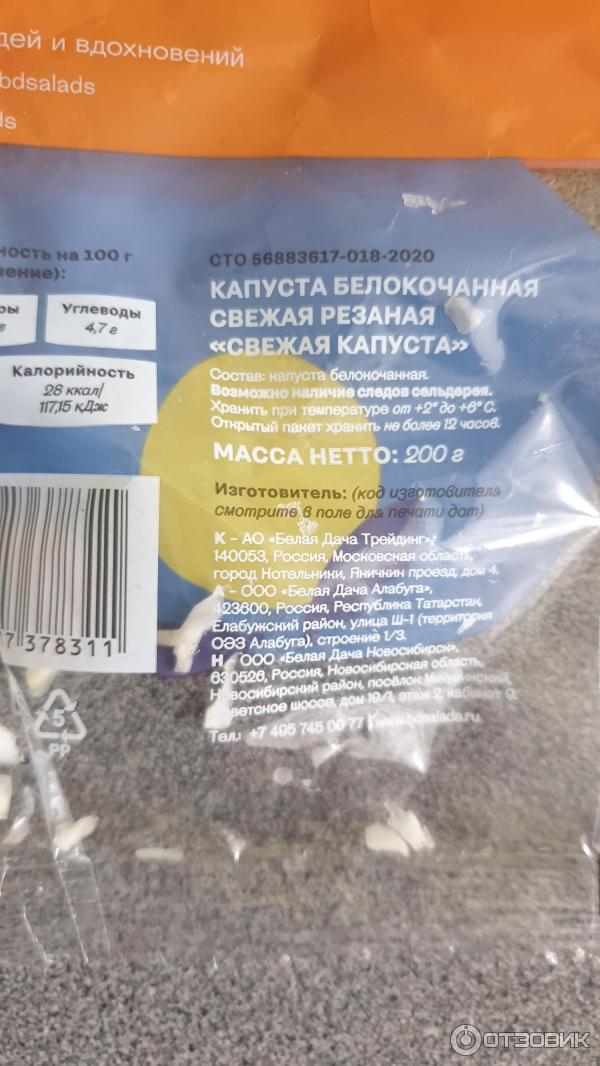 дей и вдохновений
bdsalads
ds
ность на 100 г
ение):
ры
г
Углеводы
4,7 г
Калорийность
28 ккал/
117,15 кДж
7 378311
5
PP
СТО 56883617-018-2020
КАПУСТА БЕЛОКОЧАННАЯ
СВЕЖАЯ РЕЗАНАЯ
«СВЕЖАЯ КАПУСТА»
Состав: капуста белокочанная.
Возможно наличие следов сельдерея.
Хранить при температуре от +2° до +6° С.
Открытый пакет хранить не более 12 часов.
МАССА НЕТТО: 200 г
Изготовитель: (код изготовителя
смотрите в поле для печати дат)
К – АО «Белая Дача Трейдинг»,
140053, Россия, Московская область,
город Котельники, Яничкин проезд, дом 4.
А – ООО «Белая Дача Алабуга»,
423600, Россия, Республика Татарстан,
Елабужский район, улица Ш-1 (территория
ОЭЗ Алабуга), строение 1/3.
Н – ООО «Белая Дача Новосибирск»,
630526, Россия, Новосибирская область,
Новосибирский район, посёлок
Советское шоссе, дом 19/1, этаж 2, кабинет 9.
Тел.: +7 495 745 00 77 | www.bdsalads.ru
ОТЗОВИК